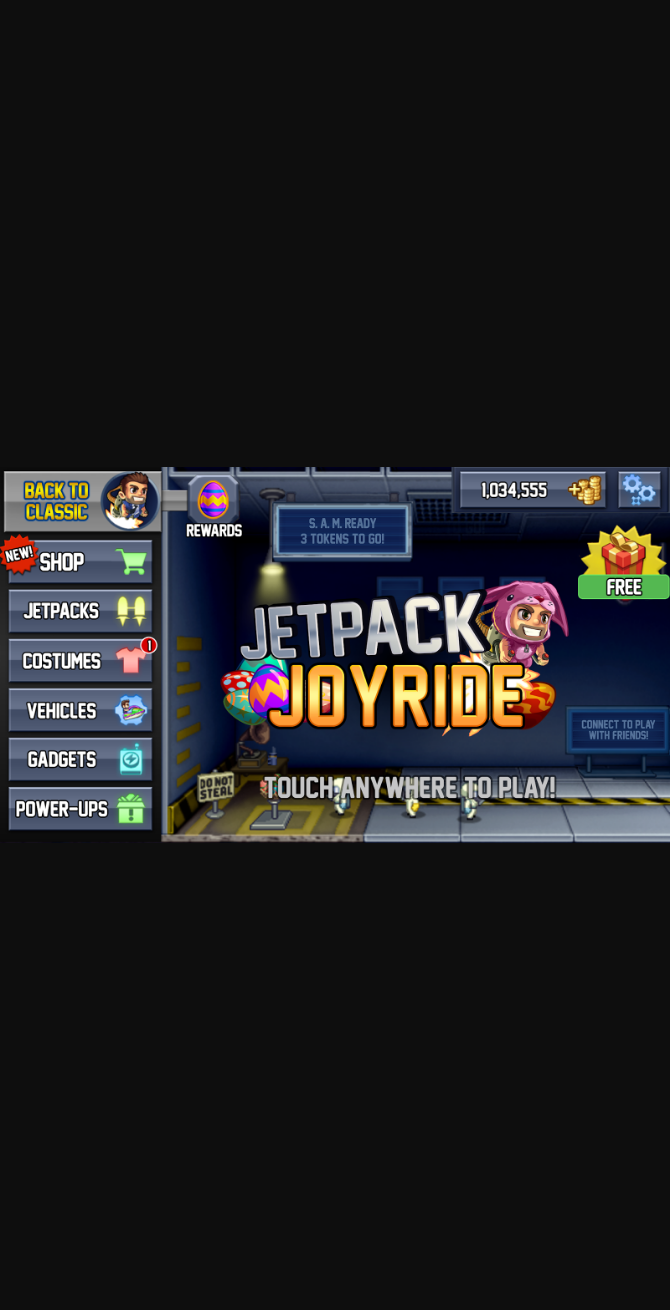 BACK TO
CLASSIC
NEW!
SHOP
JETPACKS
COSTUMES
1
VEHICLES
GADGETS
POWER-UPS
REWARDS
S. A. M. READY
3 TOKENS TO GO!
1,034,555
FREE
JETPACK
JOYRIDE
CONNECT TO PLAY
WITH FRIENDS!
DO NOT
STEAL
TOUCH ANYWHERE TO PLAY!